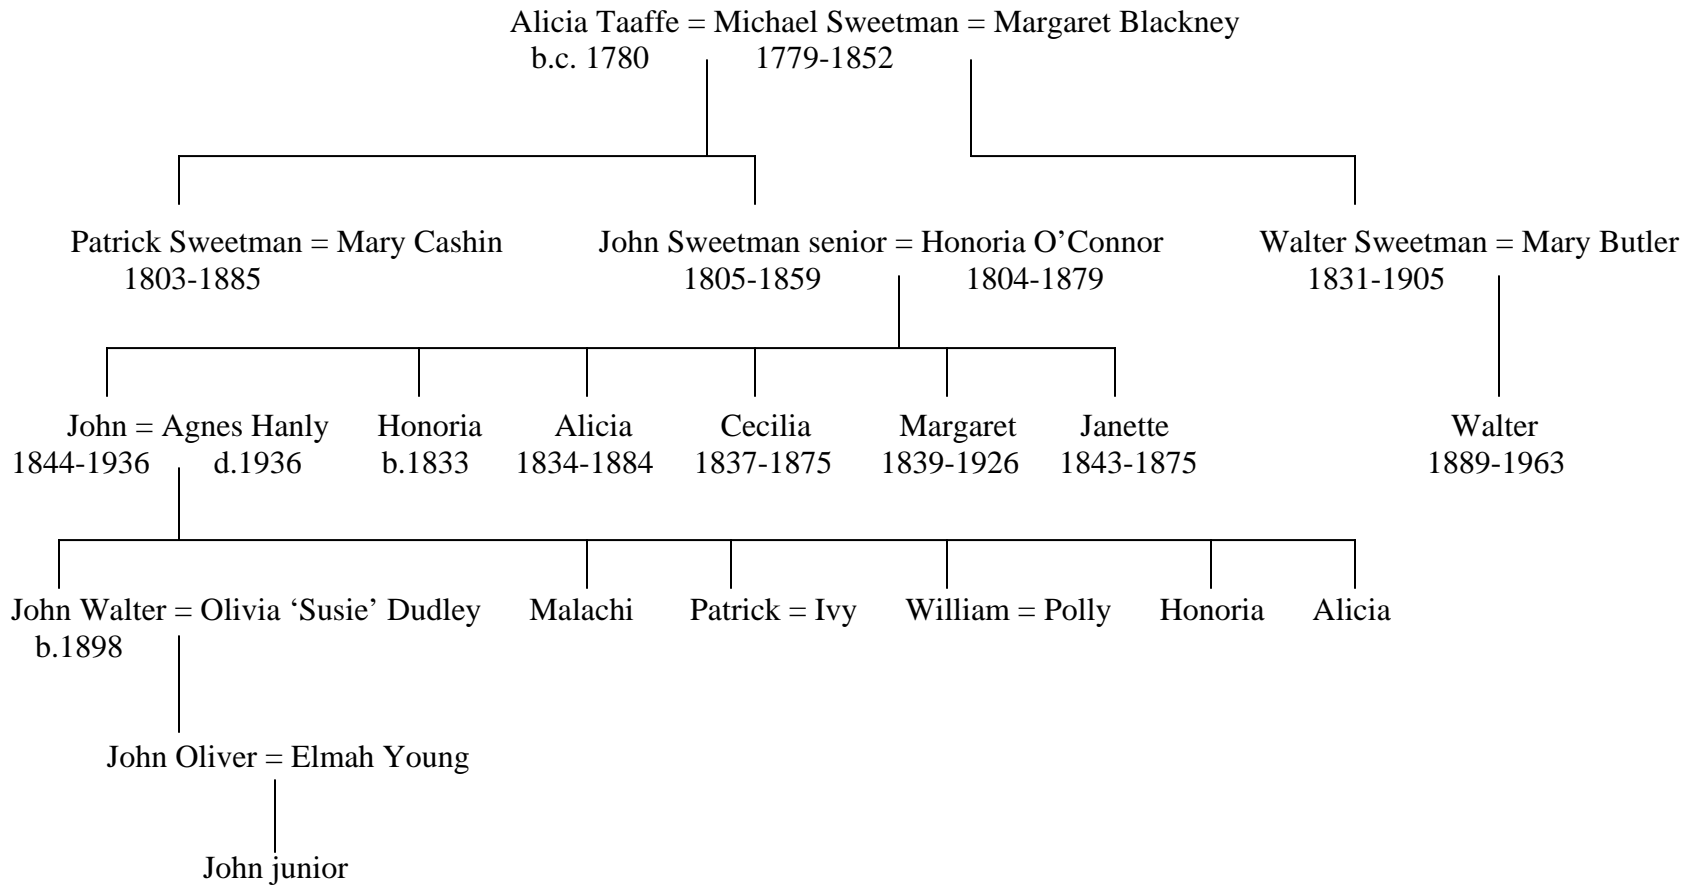 Alicia Taaffe = Michael Sweetman = Margaret Blackney
b.c. 1780 1779-1852
Patrick Sweetman = Mary Cashin John Sweetman senior = Honoria O’Connor Walter Sweetman = Mary Butler
1803-1885 1805-1859 1804-1879 1831-1905
John = Agnes Hanly Honoria Alicia Cecilia Margaret Janette Walter
1844-1936 d.1936 b.1833 1834-1884 1837-1875 1839-1926 1843-1875 1889-1963
John Walter = Olivia ‘Susie’ Dudley Malachi Patrick = Ivy William = Polly Honoria Alicia
b.1898
John Oliver = Elmah Young
John junior